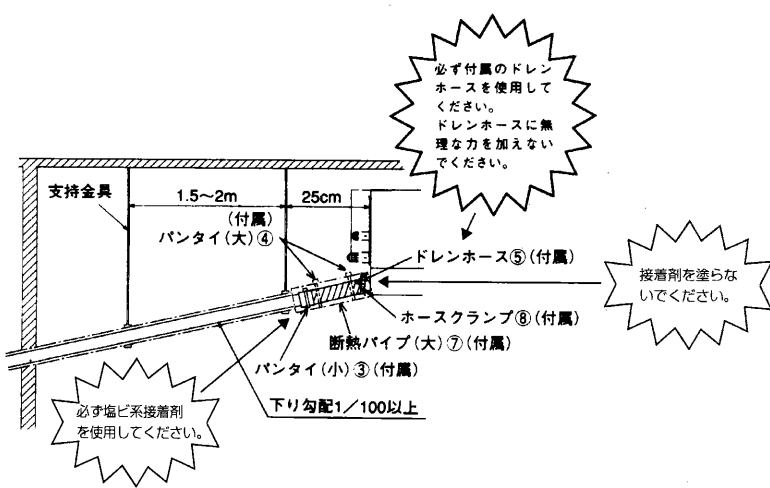 必ず付属のドレン
ホースを使用して
ください。
ドレンホースに無
理な力を加えない
でください。
支持金具
1.5～2m
25cm
(付属)
バンタイ(大)④
ドレンホース⑤(付属)
接着剤を塗らな
いでください。
ホースクランプ⑧(付属)
断熱パイプ(大)⑦(付属)
バンタイ(小)③(付属)
必ず塩ビ系接着剤
を使用してください。
下り勾配1／100以上